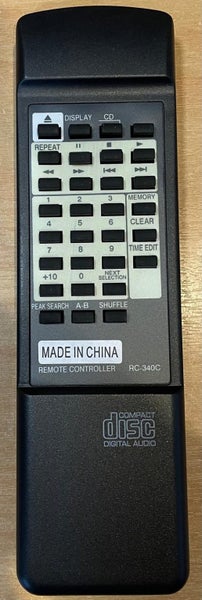 DISPLAY CD
REPEAT
1 2 3 MEMORY
4 5 6 CLEAR
7 8 9 TIME EDIT
+10 0 NEXT SELECTION
PEAK SEARCH A-B SHUFFLE
MADE IN CHINA
REMOTE CONTROLLER RC-340C
COMPACT
disc
DIGITAL AUDIO